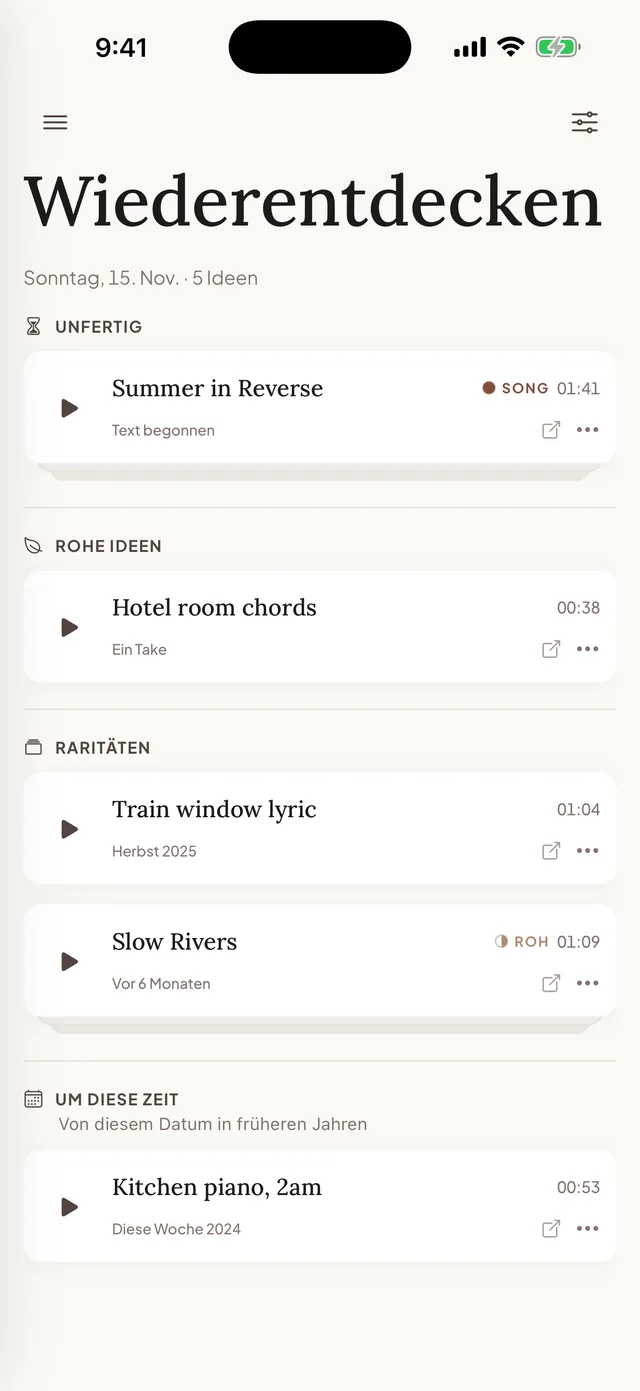 9:41
Wiederentdecken
Sonntag, 15. Nov. · 5 Ideen
UNFERTIG
Summer in Reverse
SONG 01:41
Text begonnen
ROHE IDEEN
Hotel room chords
00:38
Ein Take
RARITÄTEN
Train window lyric
01:04
Herbst 2025
Slow Rivers
ROH 01:09
Vor 6 Monaten
UM DIESE ZEIT
Von diesem Datum in früheren Jahren
Kitchen piano, 2am
00:53
Diese Woche 2024